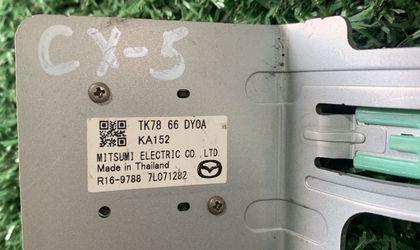 CX-5
TK78 66 DY0A
KA152
MITSUMI ELECTRIC CO., LTD.
Made in Thailand
R16-9788 7L071282